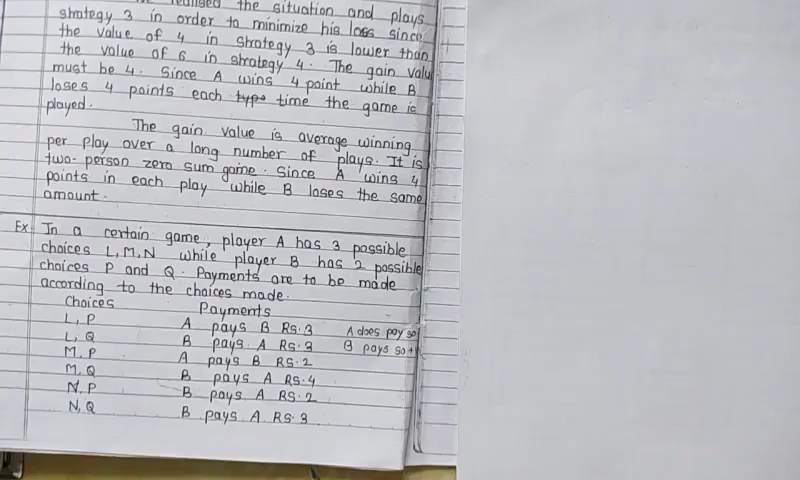 realised the situation and plays
strategy 3 in order to minimize his loss since
the value of 4 in strategy 3 is lower than
the value of 6 in strategy 4. The gain value
must be 4. Since A wins 4 point while B
loses 4 points each type time the game is
played.
The gain value is average winning
per play over a long number of plays. It is
two-person zero sum game. Since A wins 4
points in each play while B loses the same
amount.
Ex. In a certain game, player A has 3 possible
choices L, M, N while player B has 2 possible
choices P and Q. Payments are to be made
according to the choices made.
Choices Payments
L, P A pays B RS. 3 A does pay so
L, Q B pays A RS. 3 B pays so +
M, P A pays B RS. 2
M, Q B pays A RS. 4
N, P B pays A RS. 2
N, Q B pays A RS. 3